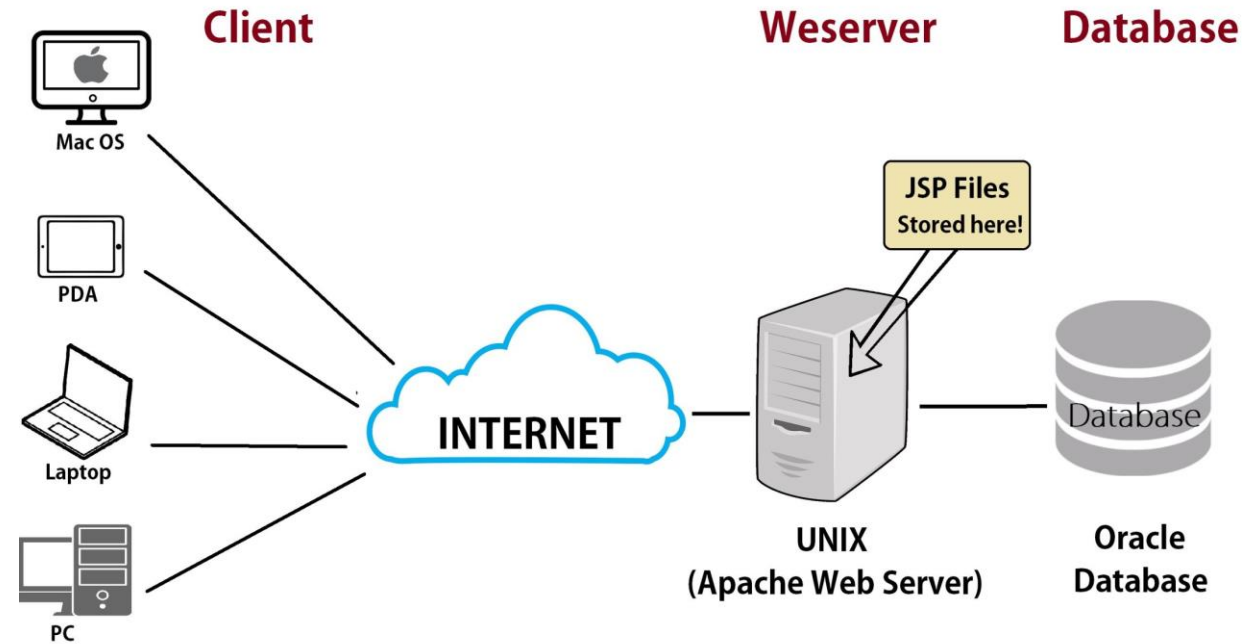 Client
Weserver
Database
Mac OS
PDA
Laptop
PC
INTERNET
JSP Files
Stored here!
UNIX
(Apache Web Server)
Database
Oracle
Database